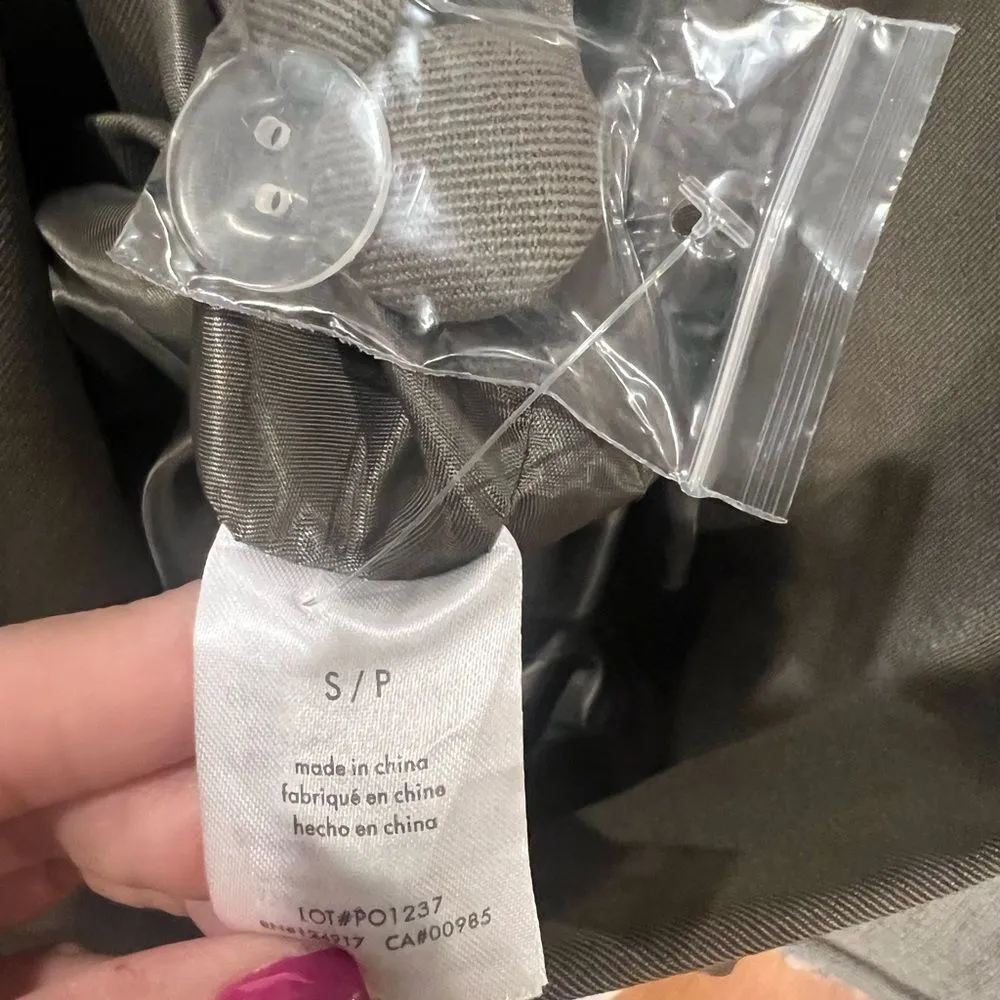 S / P
made in china
fabriqué en chine
hecho en china
LOT#PO1237
CA#00985